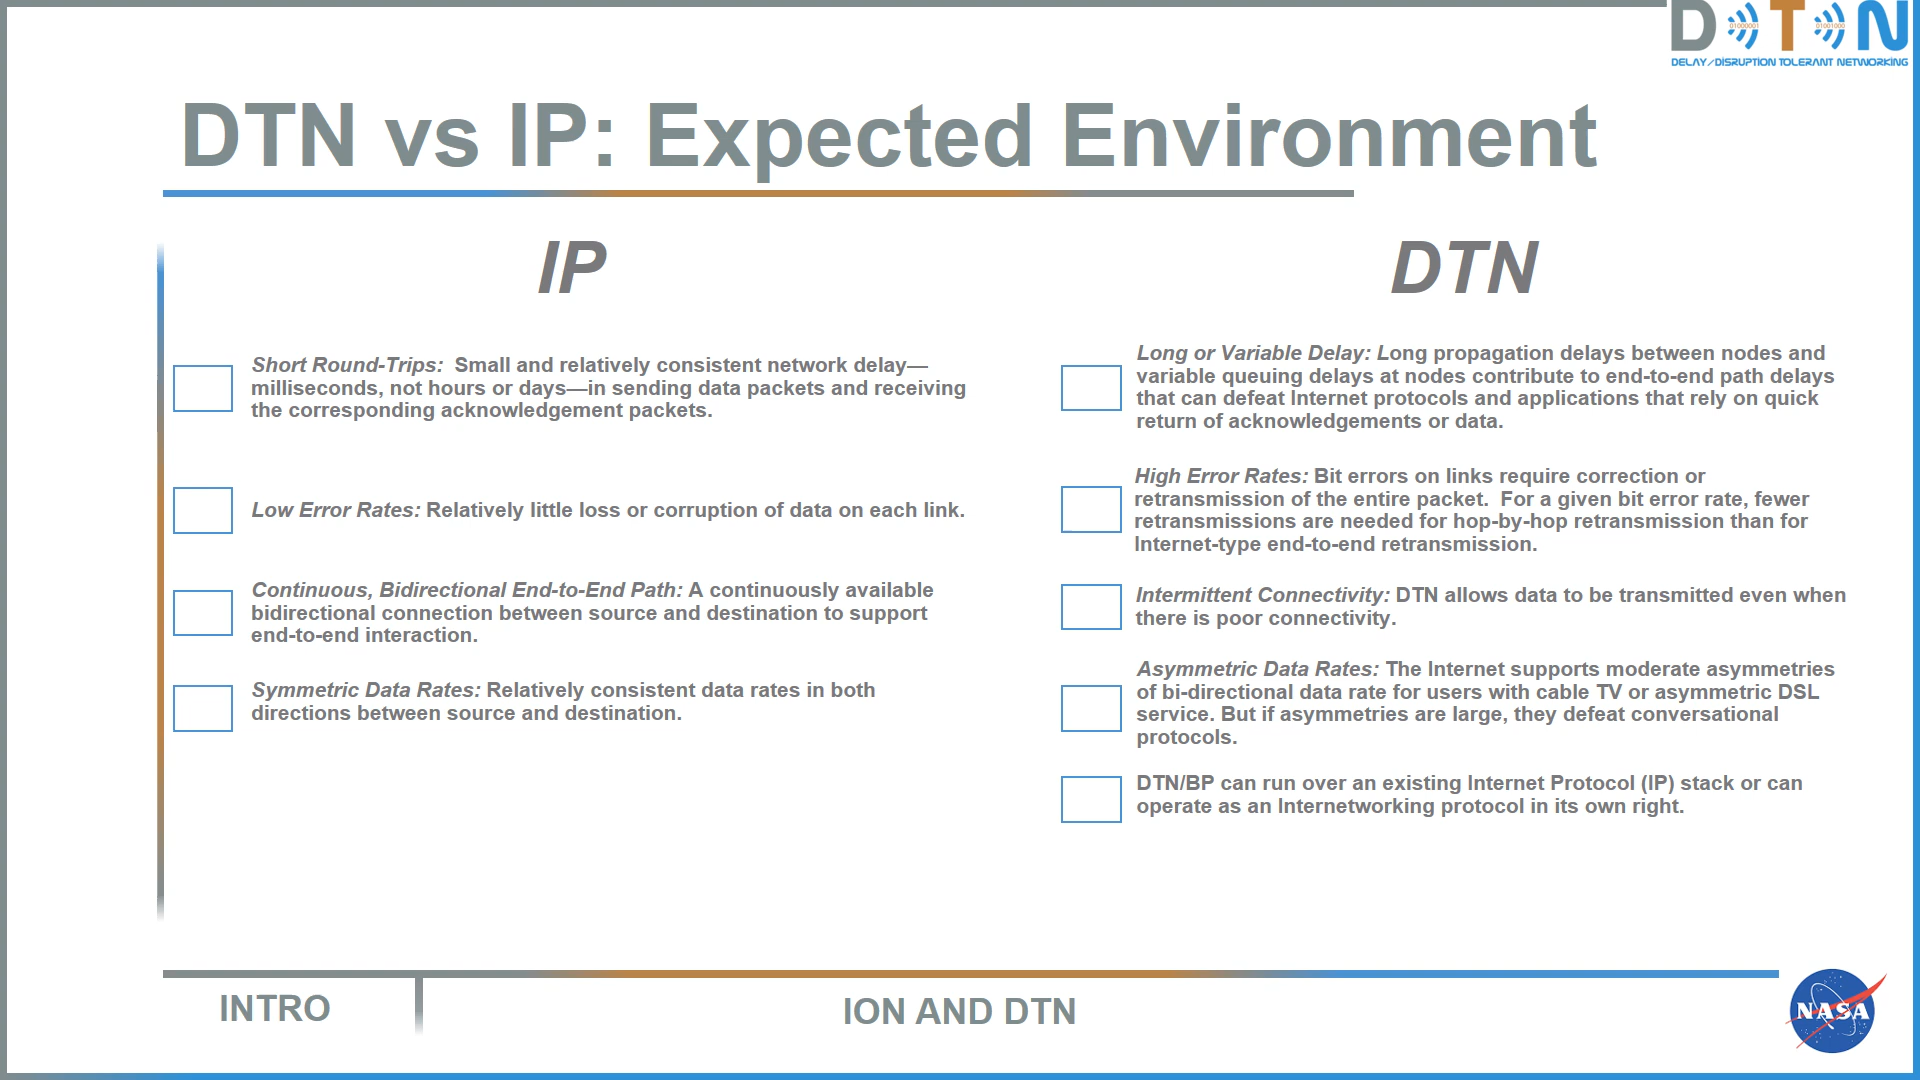 D T N
01000001 01001000
DELAY/DISRUPTION TOLERANT NETWORKING
DTN vs IP: Expected Environment
IP
Short Round-Trips:  Small and relatively consistent network delay—
milliseconds, not hours or days—in sending data packets and receiving
the corresponding acknowledgement packets.
Low Error Rates: Relatively little loss or corruption of data on each link.
Continuous, Bidirectional End-to-End Path: A continuously available
bidirectional connection between source and destination to support
end-to-end interaction.
Symmetric Data Rates: Relatively consistent data rates in both
directions between source and destination.
DTN
Long or Variable Delay: Long propagation delays between nodes and
variable queuing delays at nodes contribute to end-to-end path delays
that can defeat Internet protocols and applications that rely on quick
return of acknowledgements or data.
High Error Rates: Bit errors on links require correction or
retransmission of the entire packet.  For a given bit error rate, fewer
retransmissions are needed for hop-by-hop retransmission than for
Internet-type end-to-end retransmission.
Intermittent Connectivity: DTN allows data to be transmitted even when
there is poor connectivity.
Asymmetric Data Rates: The Internet supports moderate asymmetries
of bi-directional data rate for users with cable TV or asymmetric DSL
service. But if asymmetries are large, they defeat conversational
protocols.
DTN/BP can run over an existing Internet Protocol (IP) stack or can
operate as an Internetworking protocol in its own right.
INTRO
ION AND DTN
NASA